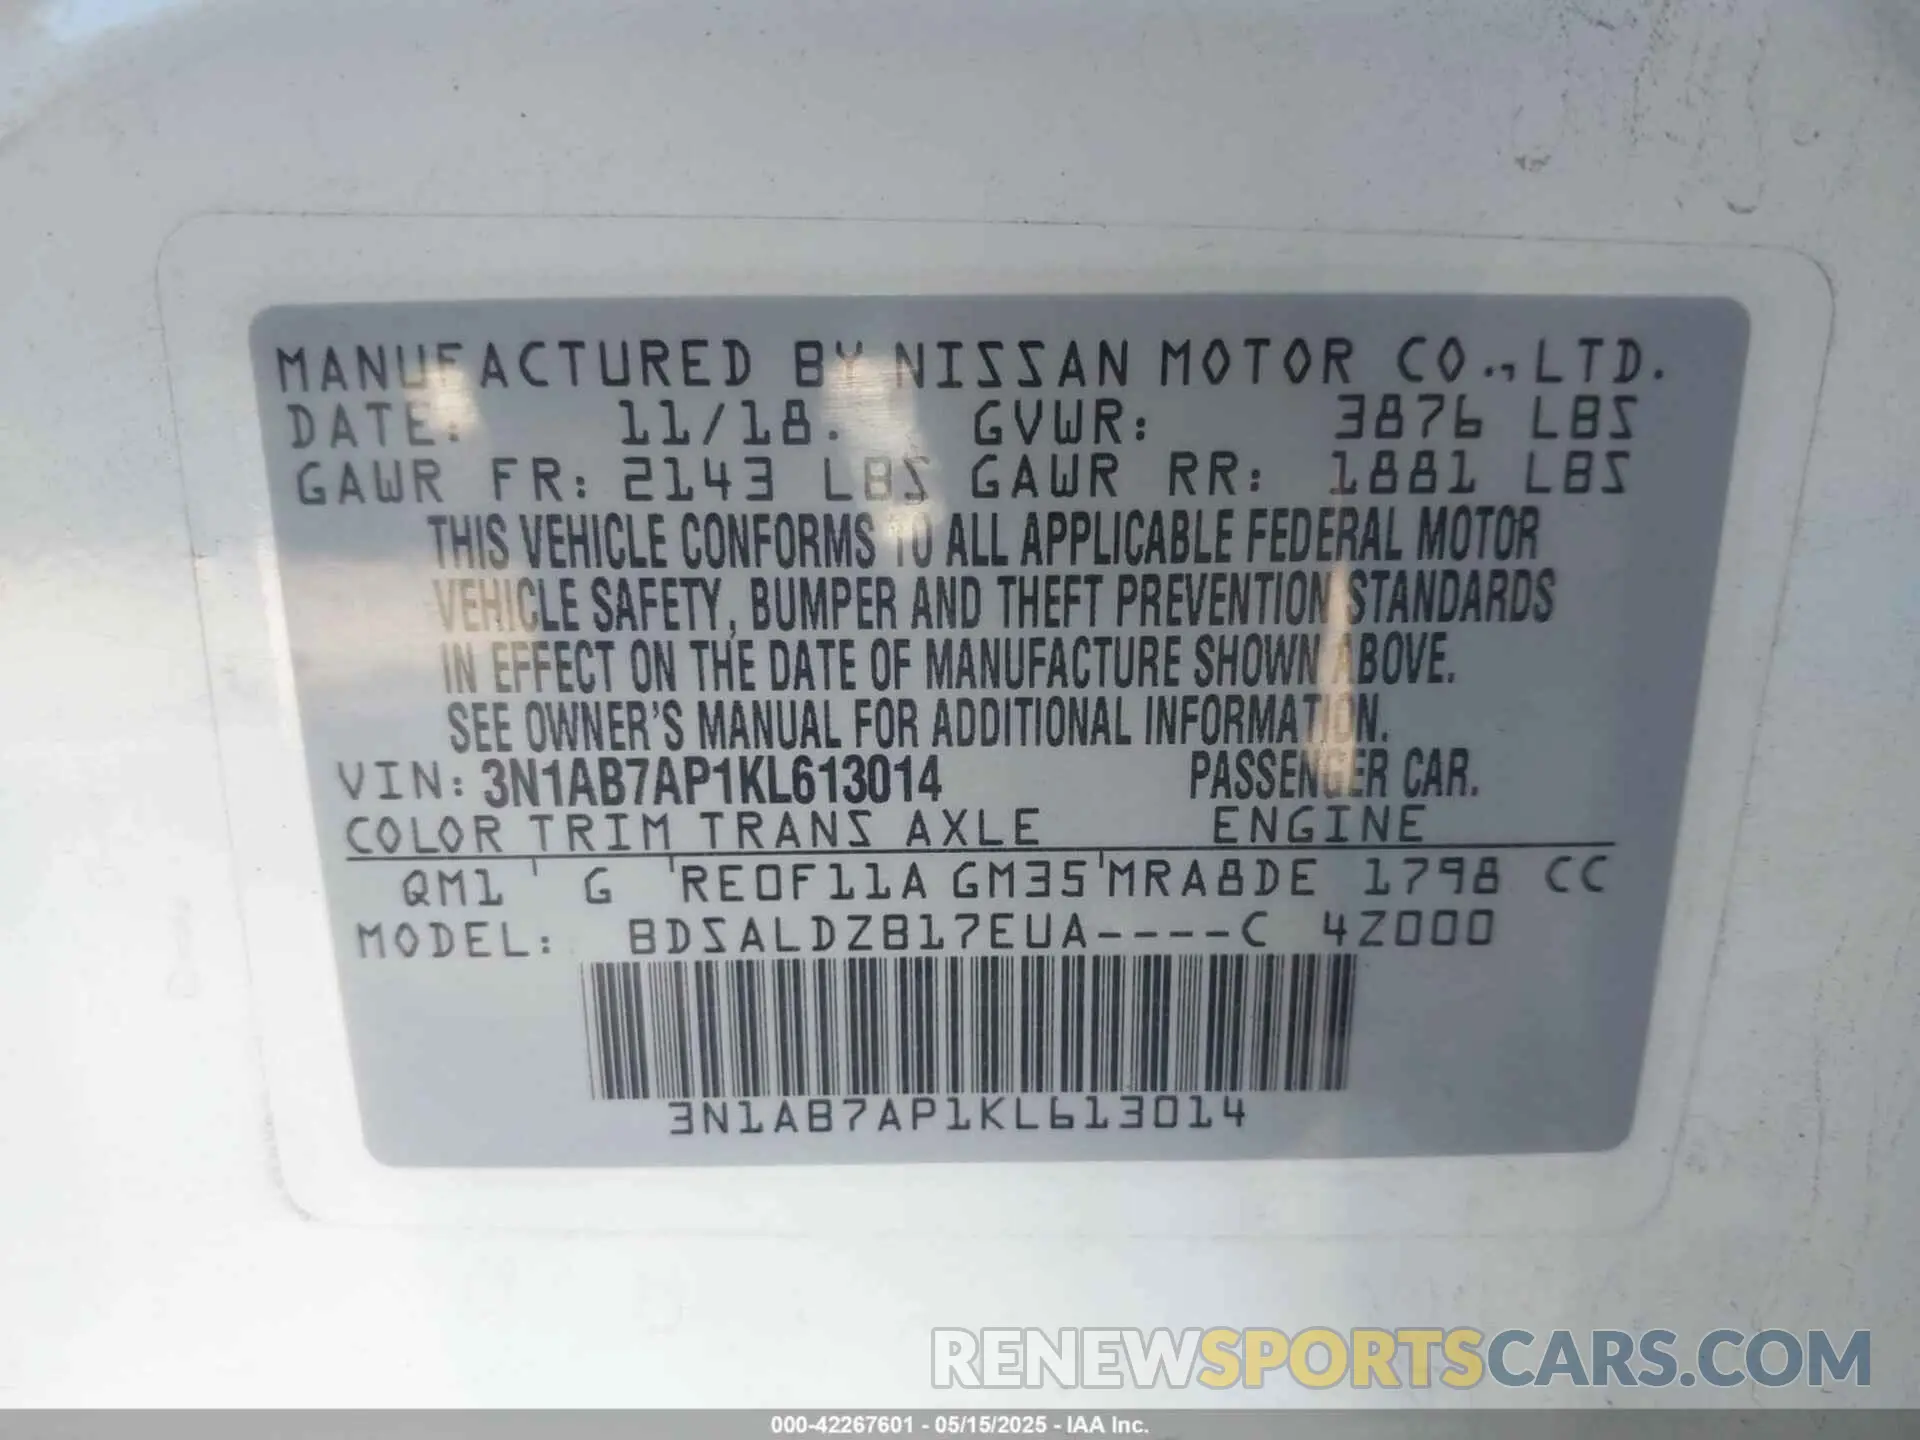 MANUFACTURED BY NISSAN MOTOR CO., LTD.
DATE: 11/18. GVWR: 3876 LBS
GAWR FR: 2143 LBS GAWR RR: 1881 LBS
THIS VEHICLE CONFORMS TO ALL APPLICABLE FEDERAL MOTOR
VEHICLE SAFETY, BUMPER AND THEFT PREVENTION STANDARDS
IN EFFECT ON THE DATE OF MANUFACTURE SHOWN ABOVE.
SEE OWNER'S MANUAL FOR ADDITIONAL INFORMATION.
VIN: 3N1AB7AP1KL613014 PASSENGER CAR.
COLOR TRIM TRANS AXLE ENGINE
QM1 G RE0F11A GM35 MRA8DE 1798 CC
MODEL: BDSALDZB17EUA----C 4Z000
3N1AB7AP1KL613014
RENEWSPORTSCARS.COM
000-42267601 - 05/15/2025 - IAA Inc.